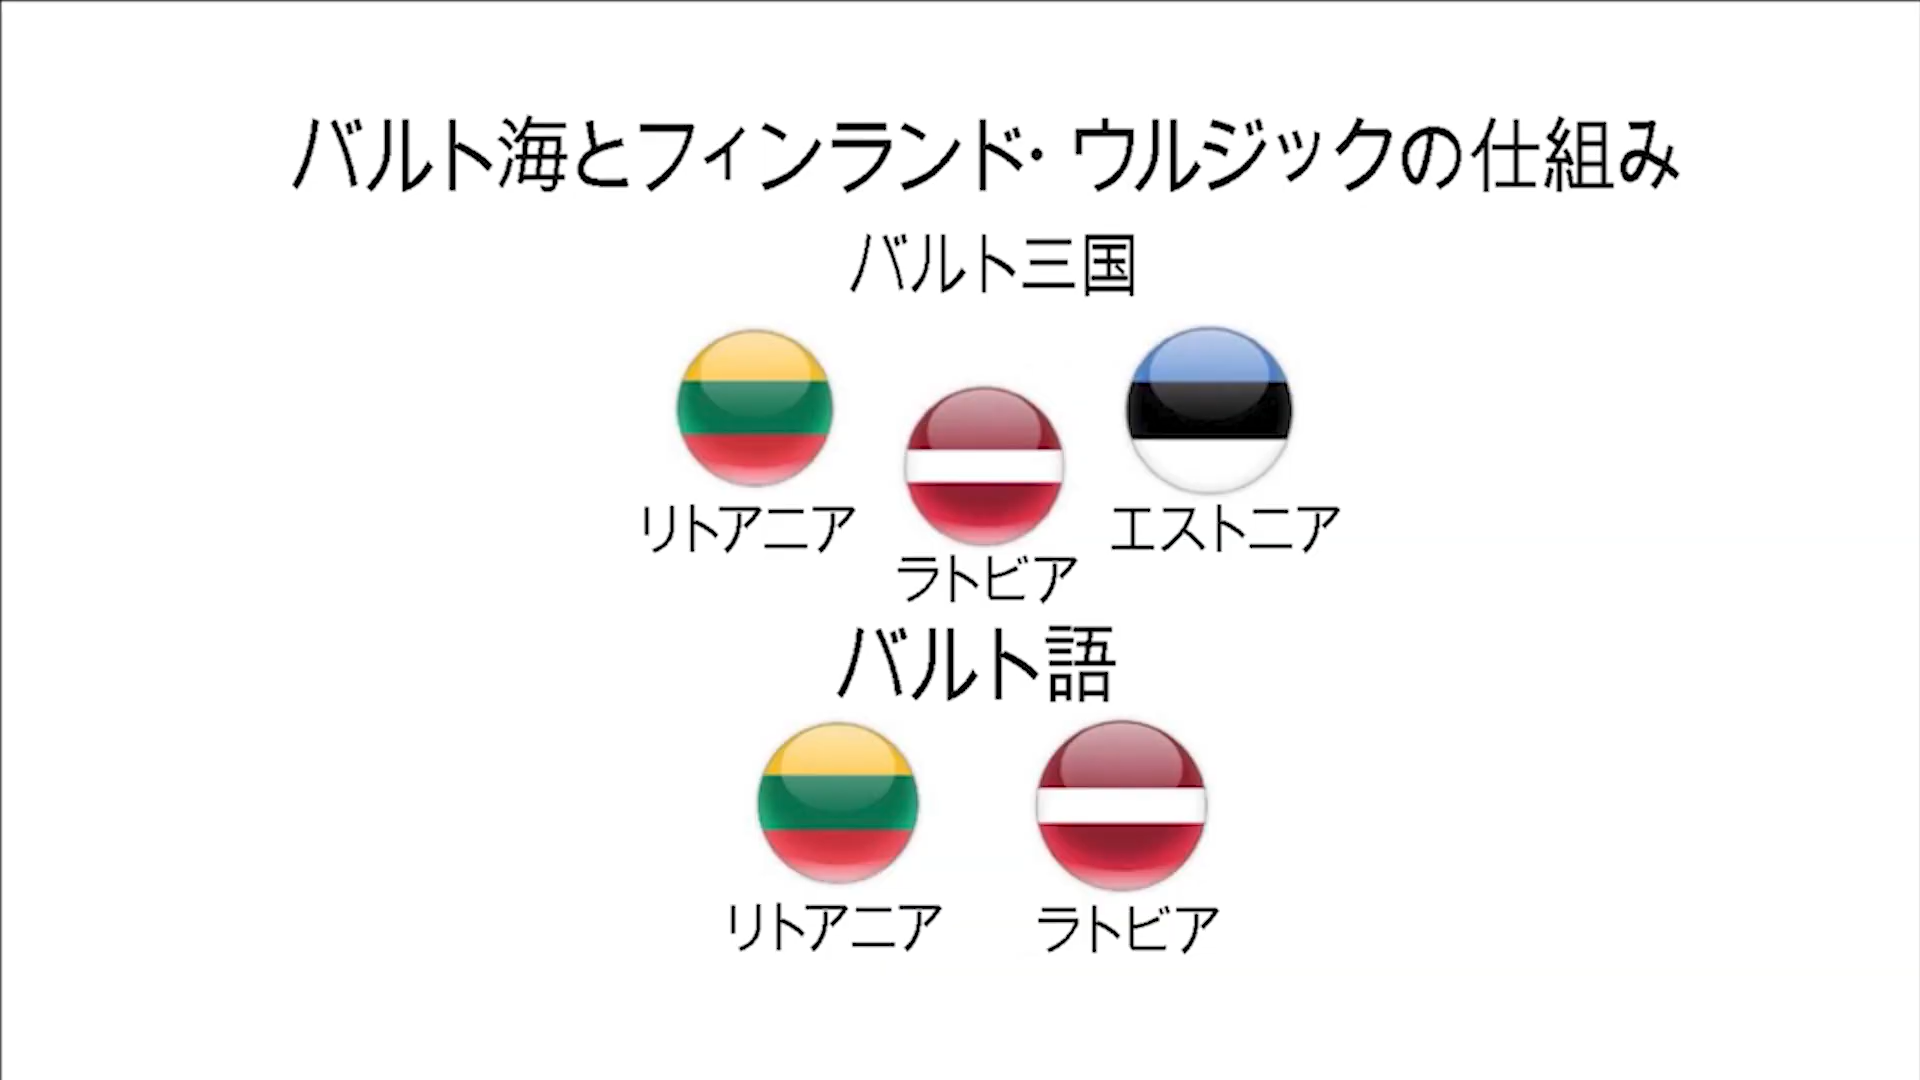 バルト海とフィンランド・ウルジックの仕組み
バルト三国
リトアニア
ラトビア
エストニア
バルト語
リトアニア
ラトビア